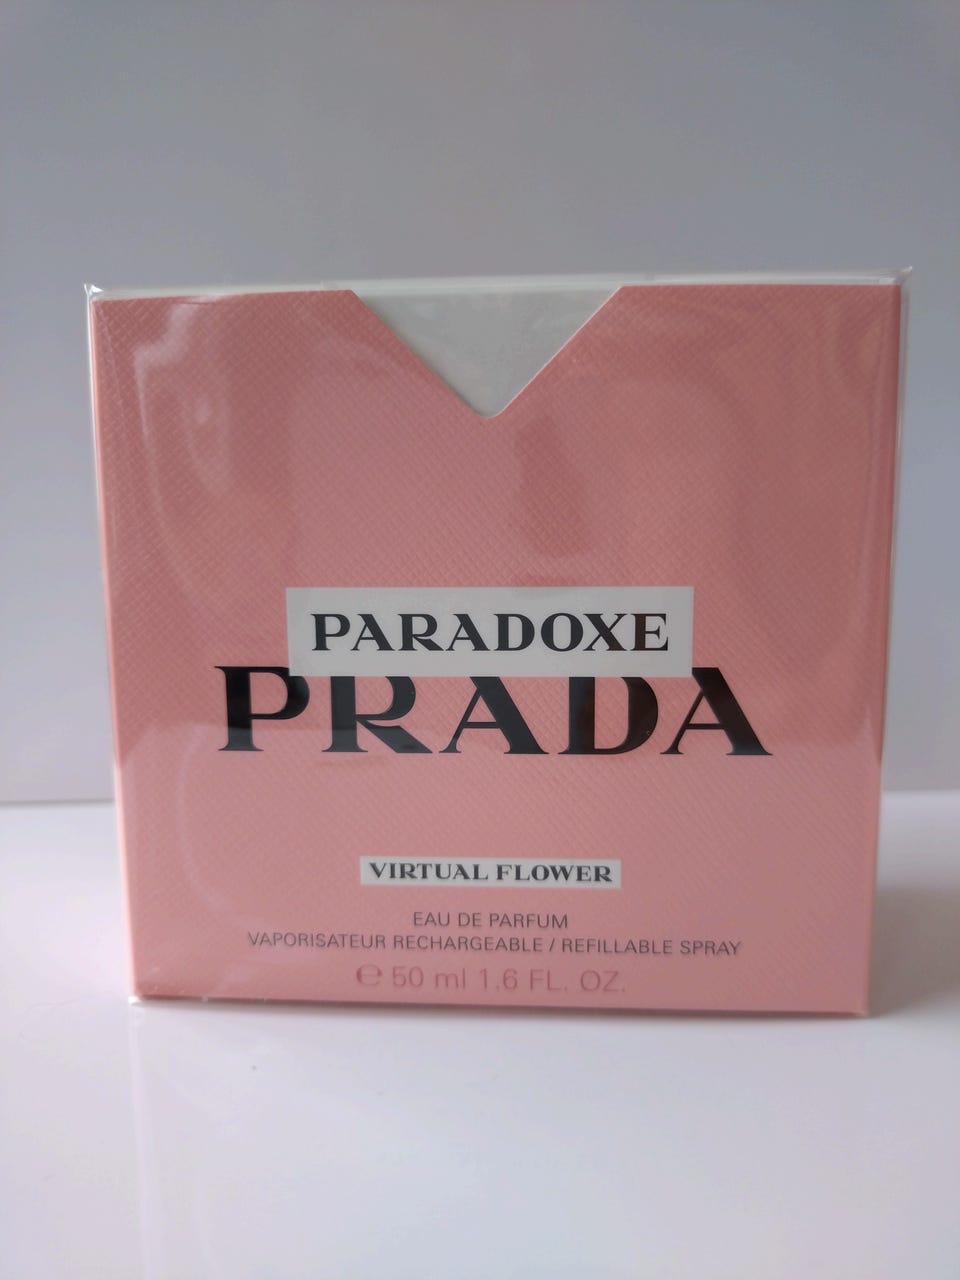 PARADOXE
PRADA
VIRTUAL FLOWER
EAU DE PARFUM
VAPORISATEUR RECHARGEABLE / REFILLABLE SPRAY
℮ 50 ml 1.6 FL. OZ.